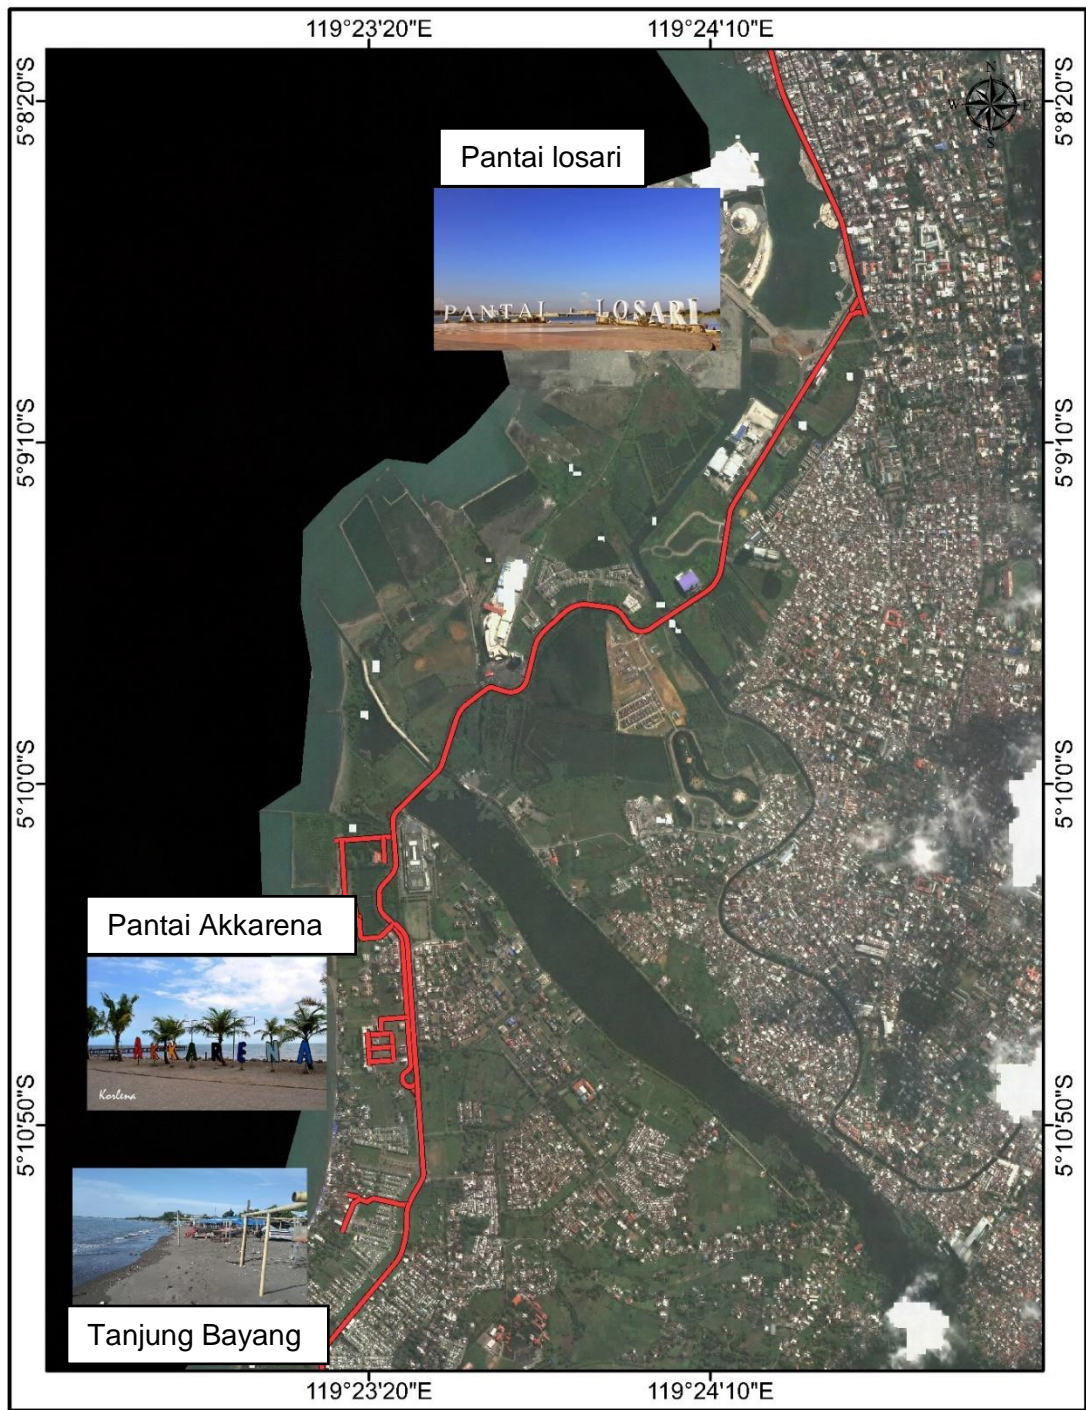 119°23'20"E
119°24'10"E
5°8'20"S
5°8'20"S
N
W
E
S
Pantai losari
PANTAI LOSARI
5°9'10"S
5°9'10"S
5°10'0"S
5°10'0"S
Pantai Akkarena
AKKARENA
Korlena
5°10'50"S
5°10'50"S
Tanjung Bayang
119°23'20"E
119°24'10"E